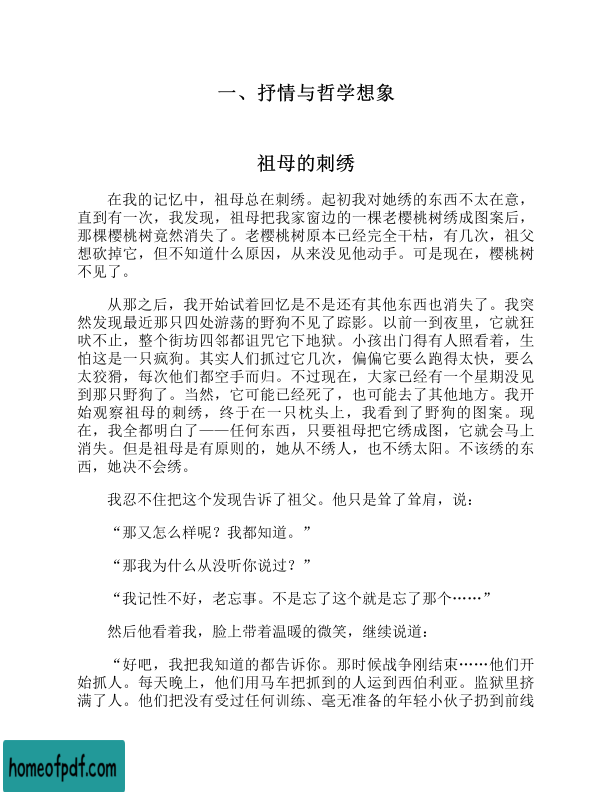 一、抒情与哲学想象
祖母的刺绣
在我的记忆中，祖母总在刺绣。起初我对她绣的东西不太在意，
直到有一次，我发现，祖母把我家窗边的一棵老樱桃树绣成图案后，
那棵樱桃树竟然消失了。老樱桃树原本已经完全干枯，有几次，祖父
想砍掉它，但不知道什么原因，从来没见他动手。可是现在，樱桃树
不见了。
从那之后，我开始试着回忆是不是还有其他东西也消失了。我突
然发现最近那只四处游荡的野狗不见了踪影。以前一到夜里，它就狂
吠不止，整个街坊四邻都诅咒它下地狱。小孩出门得有人照看着，生
怕这是一只疯狗。其实人们抓过它几次，偏偏它要么跑得太快，要么
太狡猾，每次他们都空手而归。不过现在，大家已经有一个星期没见
到那只野狗了。当然，它可能已经死了，也可能去了其他地方。我开
始观察祖母的刺绣，终于在一只枕头上，我看到了野狗的图案。现
在，我全都明白了——任何东西，只要祖母把它绣成图，它就会马上
消失。但是祖母是有原则的，她从不绣人，也不绣太阳。不该绣的东
西，她决不会绣。
我忍不住把这个发现告诉了祖父。他只是耸了耸肩，说：
“那又怎么样呢？我都知道。”
“那我为什么从没听你说过？”
“我记性不好，老忘事。不是忘了这个就是忘了那个……”
然后他看着我，脸上带着温暖的微笑，继续说道：
“好吧，我把我知道的都告诉你。那时候战争刚结束……他们开
始抓人。每天晚上，他们用马车把抓到的人运到西伯利亚。监狱里挤
满了人。他们把没有受过任何训练、毫无准备的年轻小伙子扔到前线
homeofpdf.com